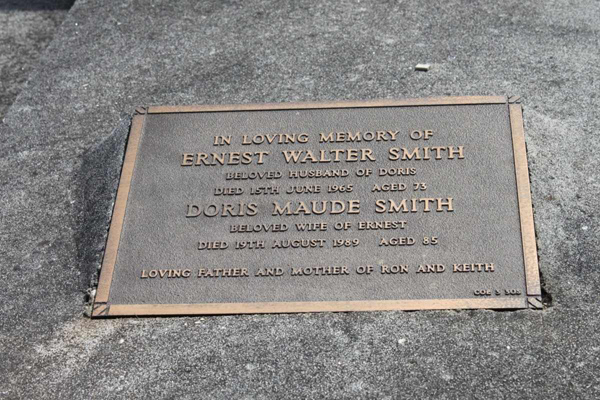 IN LOVING MEMORY OF
ERNEST WALTER SMITH
BELOVED HUSBAND OF DORIS
DIED 15TH JUNE 1965 AGED 73
DORIS MAUDE SMITH
BELOVED WIFE OF ERNEST
DIED 19TH AUGUST 1989 AGED 85
LOVING FATHER AND MOTHER OF RON AND KEITH